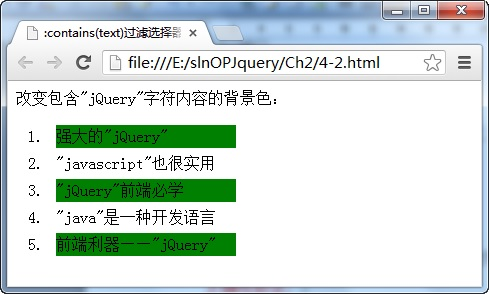 :contains(text)过滤选择器
file:///E:/slnOPJquery/Ch2/4-2.html
改变包含"jQuery"字符内容的背景色：
1. 强大的"jQuery"
2. "javascript"也很实用
3. "jQuery"前端必学
4. "java"是一种开发语言
5. 前端利器——"jQuery"